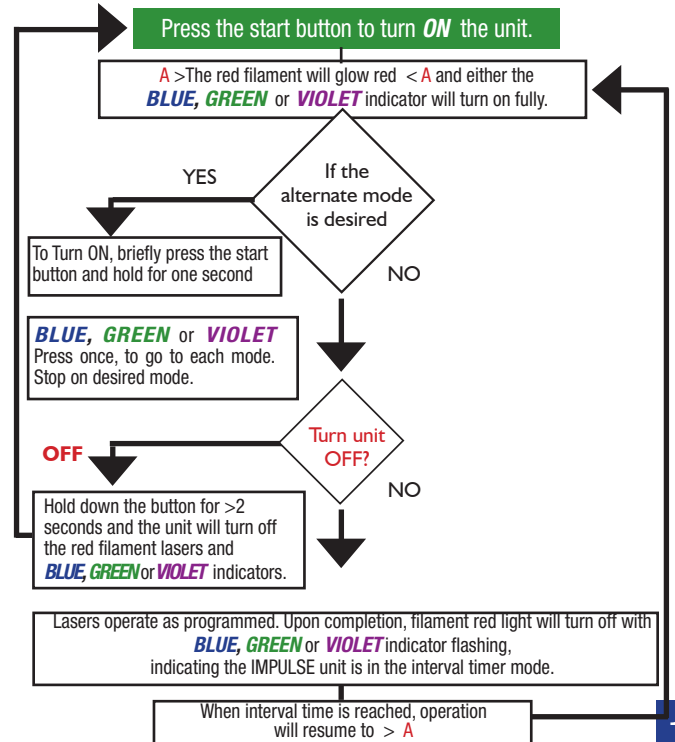 Press the start button to turn ON the unit.
A >The red filament will glow red < A and either the
BLUE, GREEN or VIOLET indicator will turn on fully.
If the
alternate mode
is desired
YES
To Turn ON, briefly press the start
button and hold for one second
NO
BLUE, GREEN or VIOLET
Press once, to go to each mode.
Stop on desired mode.
Turn unit
OFF?
OFF
NO
Hold down the button for >2
seconds and the unit will turn off
the red filament lasers and
BLUE, GREEN or VIOLET indicators.
Lasers operate as programmed. Upon completion, filament red light will turn off with
BLUE, GREEN or VIOLET indicator flashing,
indicating the IMPULSE unit is in the interval timer mode.
When interval time is reached, operation
will resume to > A